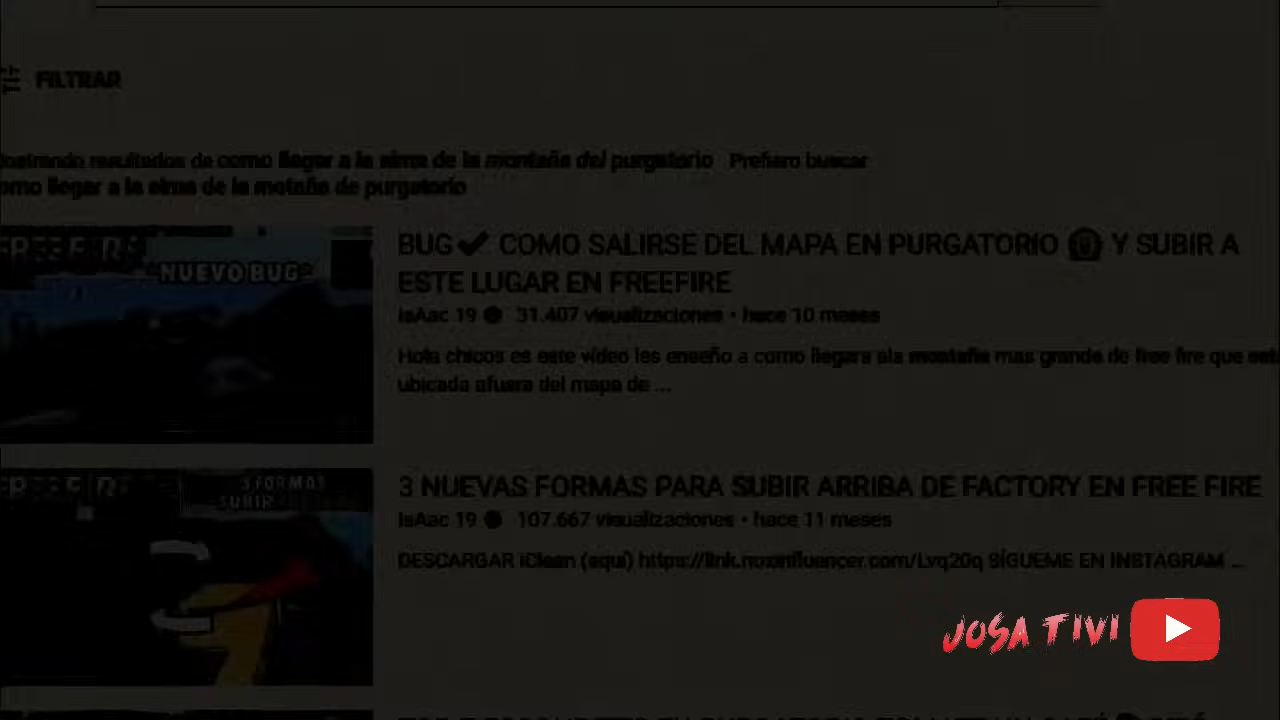 FILTRAR
ostrando resultados de como llegar a la sima de la montaña del purgatorio Prefiero buscar
omo llegar a la sima de la motaña de purgatorio
NUEVO BUG
BUG✔ COMO SALIRSE DEL MAPA EN PURGATORIO Y SUBIR A
ESTE LUGAR EN FREEFIRE
IsAac 19 31.407 visualizaciones • hace 10 meses
Hola chicos es este video les enseño a como llegara ala montaña mas grande de free fire que est
ubicada afuera del mapa de ...
3 FORMAS
SUBIR
3 NUEVAS FORMAS PARA SUBIR ARRIBA DE FACTORY EN FREE FIRE
IsAac 19 107.667 visualizaciones • hace 11 meses
DESCARGAR iClean (aquí) https://link.noxinfluencer.com/Lvq20q SÍGUEME EN INSTAGRAM ...
JOSA TIVI